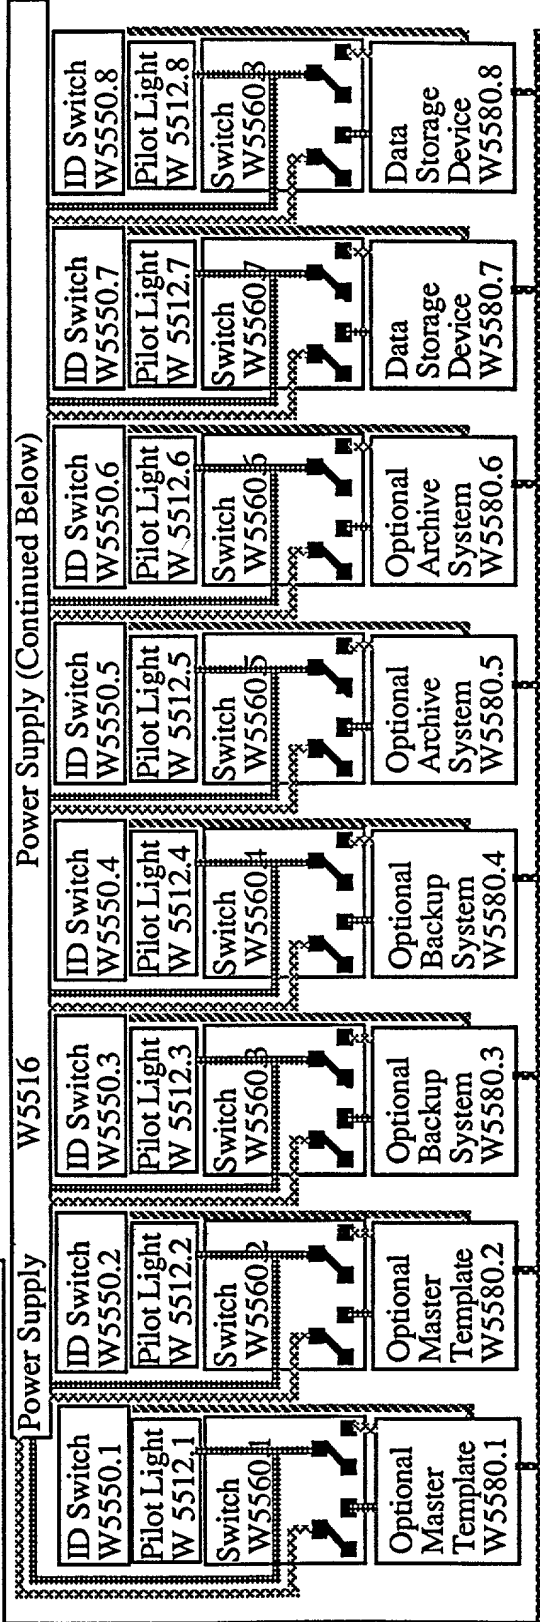 Power Supply W5516 Power Supply (Continued Below)
ID Switch
W5550.1
Pilot Light
W 5512.1
Switch
W5560.1
Optional
Master
Template
W5580.1
ID Switch
W5550.2
Pilot Light
W 5512.2
Switch
W5560.2
Optional
Master
Template
W5580.2
ID Switch
W5550.3
Pilot Light
W 5512.3
Switch
W5560.3
Optional
Backup
System
W5580.3
ID Switch
W5550.4
Pilot Light
W 5512.4
Switch
W5560.4
Optional
Backup
System
W5580.4
ID Switch
W5550.5
Pilot Light
W 5512.5
Switch
W5560.5
Optional
Archive
System
W5580.5
ID Switch
W5550.6
Pilot Light
W 5512.6
Switch
W5560.6
Optional
Archive
System
W5580.6
ID Switch
W5550.7
Pilot Light
W 5512.7
Switch
W5560.7
Data
Storage
Device
W5580.7
ID Switch
W5550.8
Pilot Light
W 5512.8
Switch
W5560.8
Data
Storage
Device
W5580.8